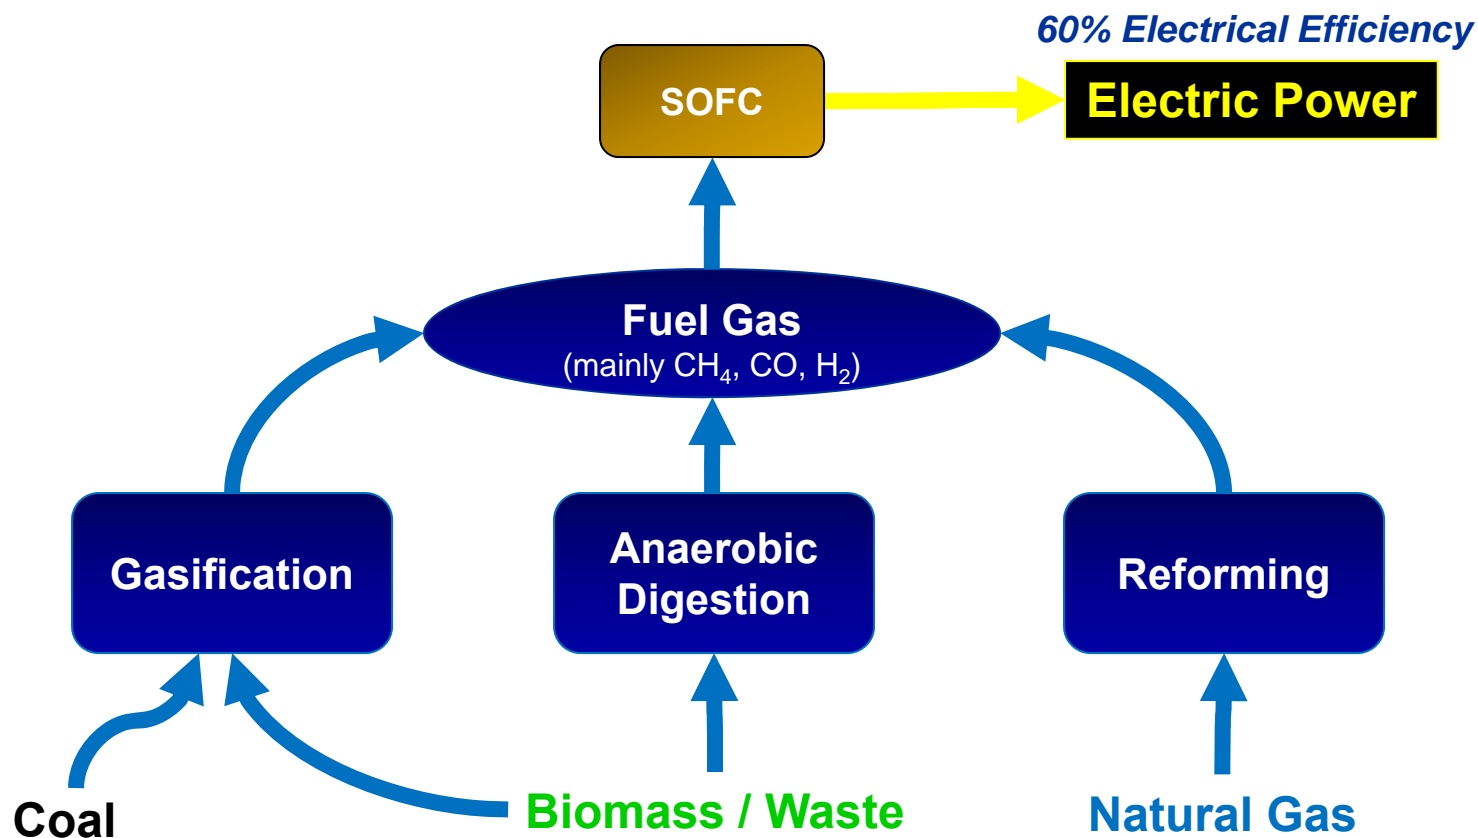 60% Electrical Efficiency
SOFC
Electric Power
Fuel Gas
(mainly CH₄, CO, H₂)
Gasification
Anaerobic
Digestion
Reforming
Coal
Biomass / Waste
Natural Gas